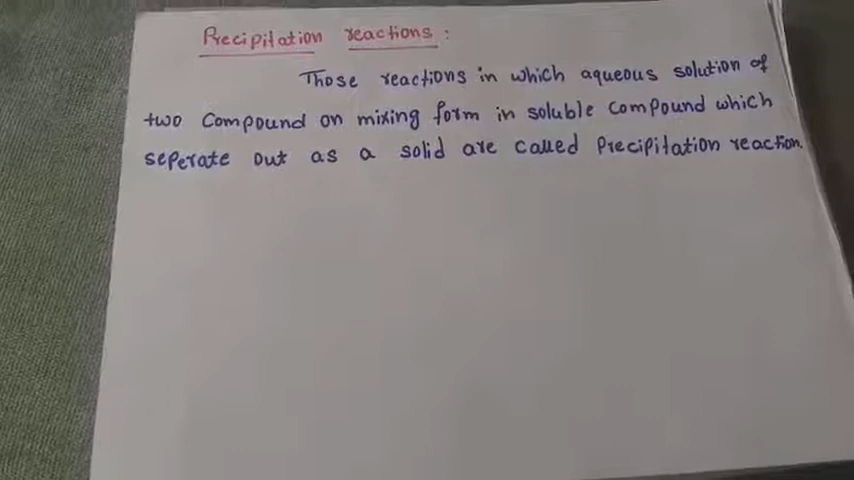 Precipitation reactions :
Those reactions in which aqueous solution of
two compound on mixing form in soluble compound which
seperate out as a solid are called Precipitation reaction.